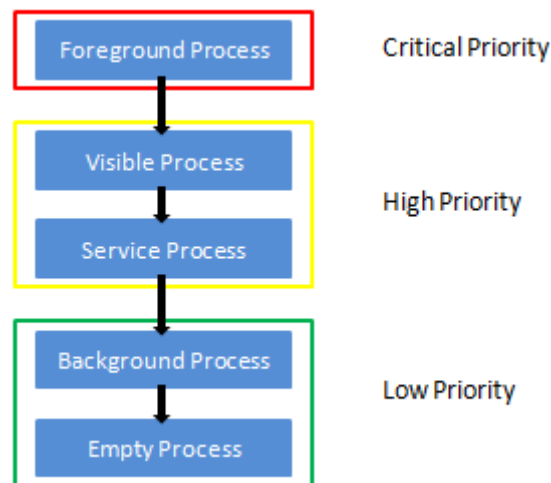 Foreground Process
Critical Priority
Visible Process
High Priority
Service Process
Background Process
Low Priority
Empty Process